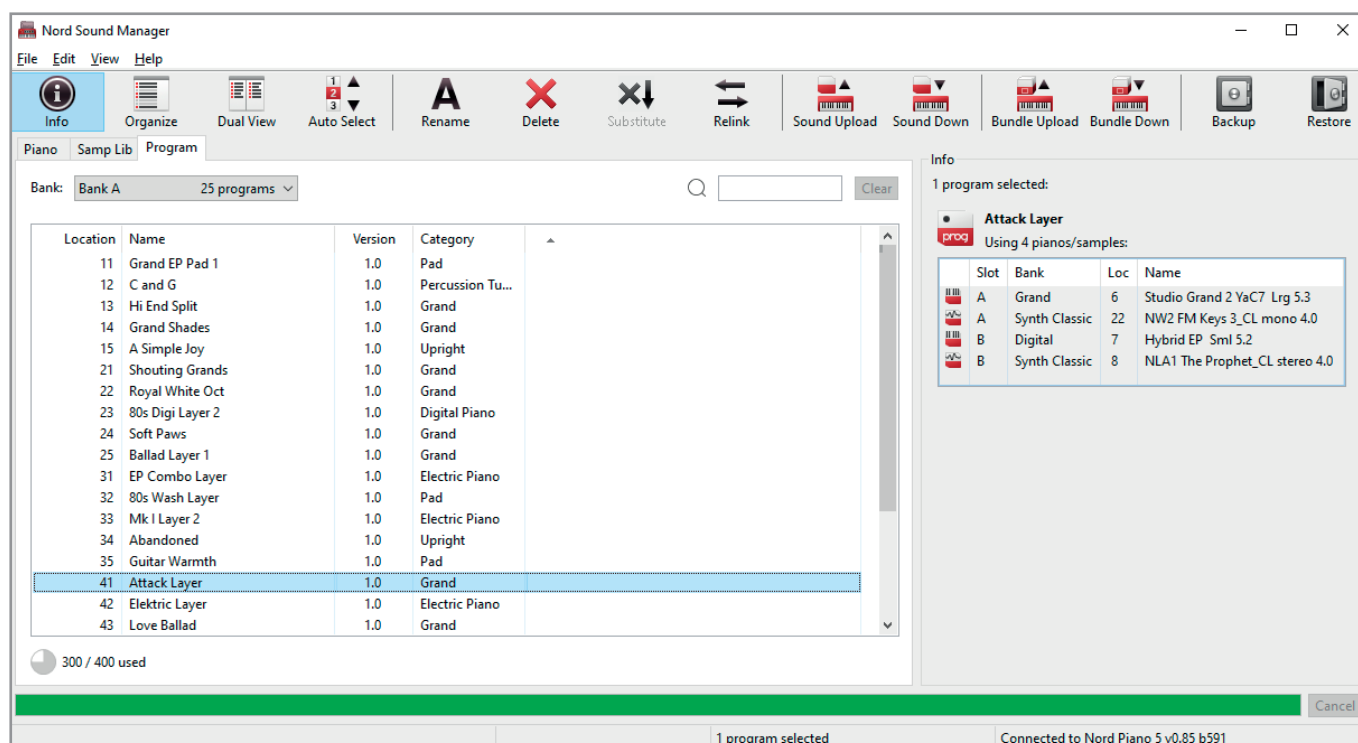 Nord Sound Manager
File Edit View Help
1
2
3
Info Organize Dual View Auto Select Rename Delete Substitute Relink Sound Upload Sound Down Bundle Upload Bundle Down Backup Restore
Piano Samp Lib Program
Bank: Bank A 25 programs Clear
Location Name Version Category
11 Grand EP Pad 1 1.0 Pad
12 C and G 1.0 Percussion Tu...
13 Hi End Split 1.0 Grand
14 Grand Shades 1.0 Grand
15 A Simple Joy 1.0 Upright
21 Shouting Grands 1.0 Grand
22 Royal White Oct 1.0 Grand
23 80s Digi Layer 2 1.0 Digital Piano
24 Soft Paws 1.0 Grand
25 Ballad Layer 1 1.0 Grand
31 EP Combo Layer 1.0 Electric Piano
32 80s Wash Layer 1.0 Pad
33 Mk I Layer 2 1.0 Electric Piano
34 Abandoned 1.0 Upright
35 Guitar Warmth 1.0 Pad
41 Attack Layer 1.0 Grand
42 Elektric Layer 1.0 Electric Piano
43 Love Ballad 1.0 Grand
300 / 400 used
Info
1 program selected:
prog
Attack Layer
Using 4 pianos/samples:
Slot Bank Loc Name
A Grand 6 Studio Grand 2 YaC7 Lrg 5.3
A Synth Classic 22 NW2 FM Keys 3_CL mono 4.0
B Digital 7 Hybrid EP Sml 5.2
B Synth Classic 8 NLA1 The Prophet_CL stereo 4.0
Cancel
1 program selected Connected to Nord Piano 5 v0.85 b591